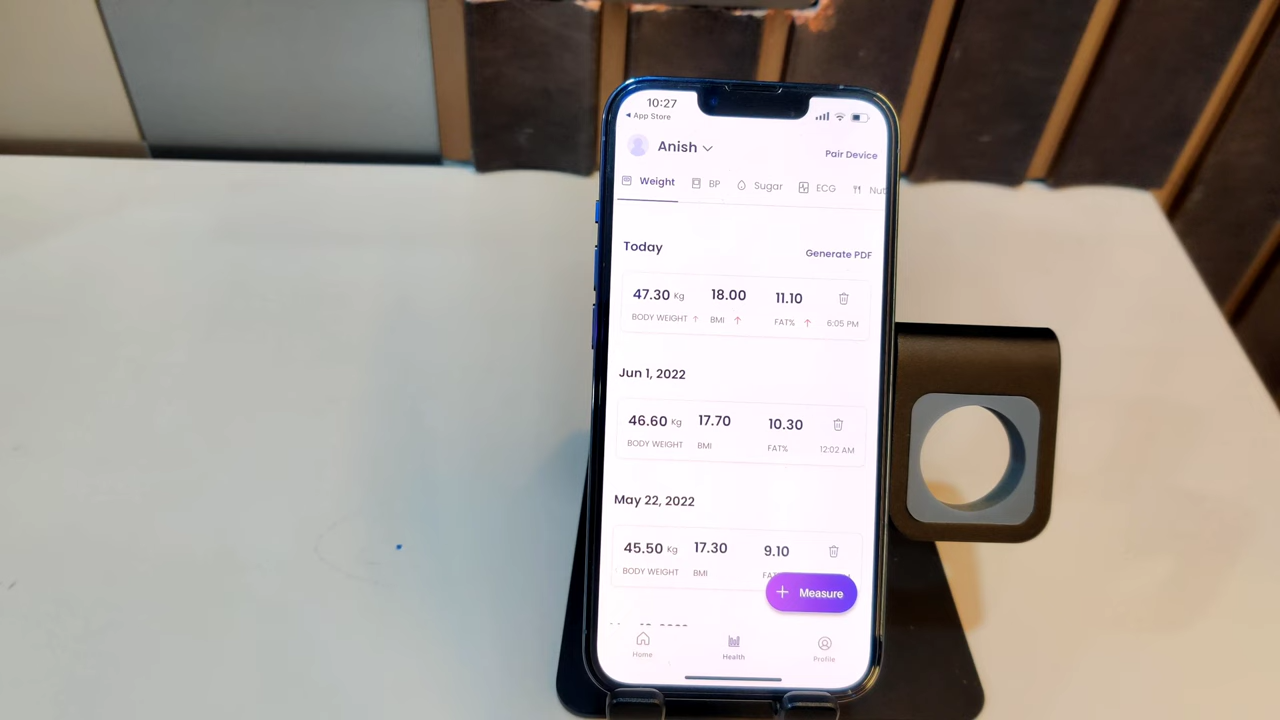 10:27
◀ App Store
Anish
Pair Device
Weight BP Sugar ECG Nut
Today
Generate PDF
47.30 Kg 18.00 11.10
BODY WEIGHT ↑ BMI ↑ FAT% ↑ 6:05 PM
Jun 1, 2022
46.60 Kg 17.70 10.30
BODY WEIGHT BMI FAT% 12:02 AM
May 22, 2022
45.50 Kg 17.30 9.10
BODY WEIGHT BMI
+ Measure
Home Health Profile